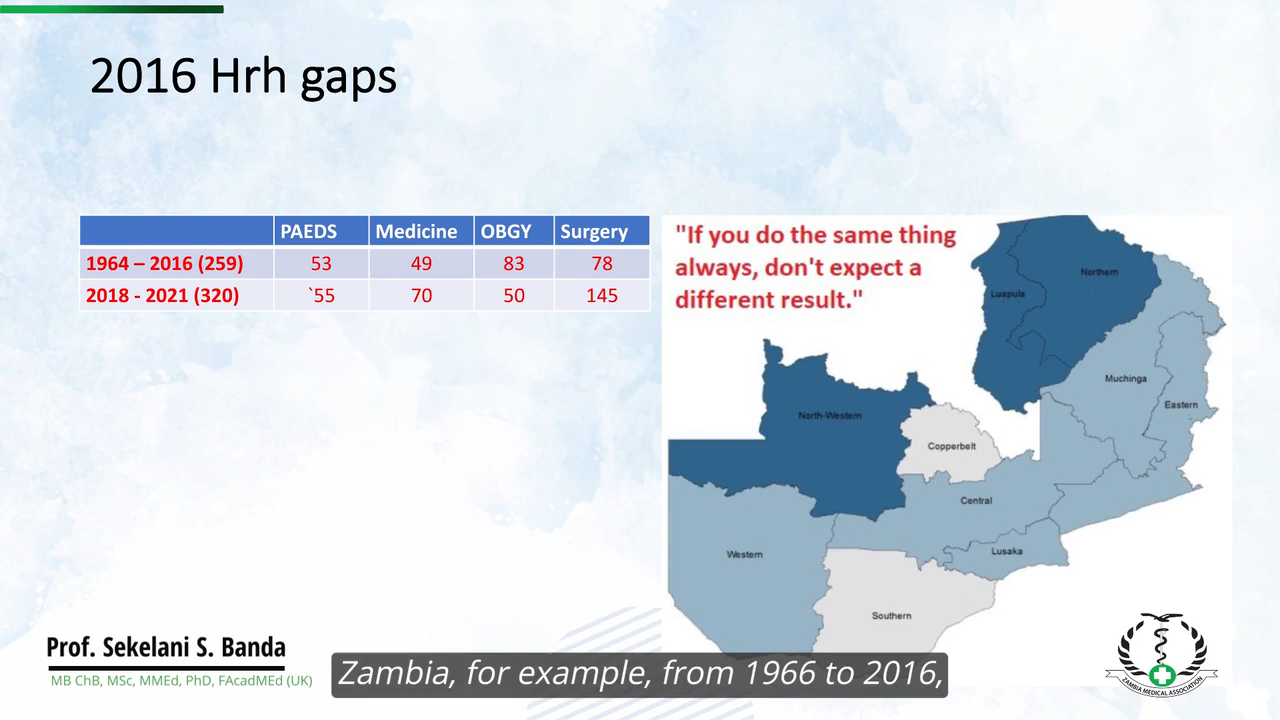 2016 Hrh gaps
PAEDS Medicine OBGY Surgery
1964 – 2016 (259) 53 49 83 78
2018 - 2021 (320) `55 70 50 145
"If you do the same thing
always, don't expect a
different result."
Northern
Luapula
Muchinga
Eastern
North-Western
Copperbelt
Central
Western
Lusaka
Southern
Prof. Sekelani S. Banda
MB ChB, MSc, MMEd, PhD, FAcadMEd (UK)
Zambia, for example, from 1966 to 2016,
ZAMBIA MEDICAL ASSOCIATION